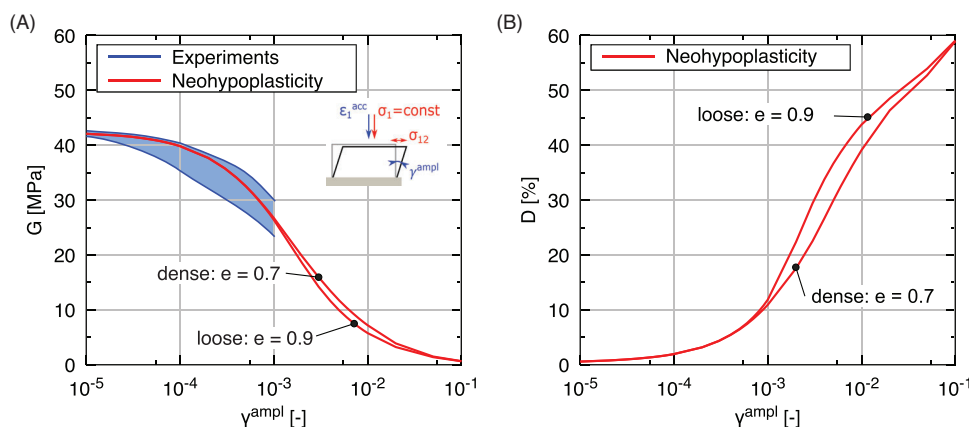 (A)
60
50
40
30
20
10
0
G [MPa]
Experiments
Neohypoplasticity
ε₁ᵃᶜᶜ
σ₁=const
σ₁₂
γᵃᵐᵖˡ
dense: e = 0.7
loose: e = 0.9
10⁻⁵ 10⁻⁴ 10⁻³ 10⁻² 10⁻¹
γᵃᵐᵖˡ [-]
(B)
60
50
40
30
20
10
0
D [%]
Neohypoplasticity
loose: e = 0.9
dense: e = 0.7
10⁻⁵ 10⁻⁴ 10⁻³ 10⁻² 10⁻¹
γᵃᵐᵖˡ [-]